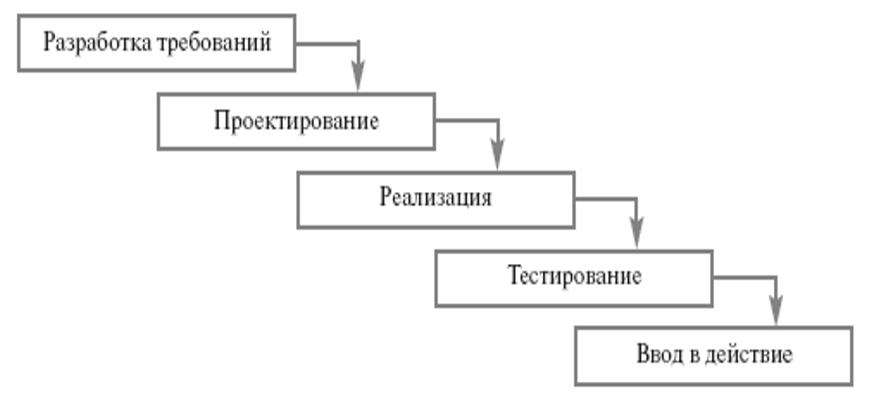 Разработка требований
Проектирование
Реализация
Тестирование
Ввод в действие